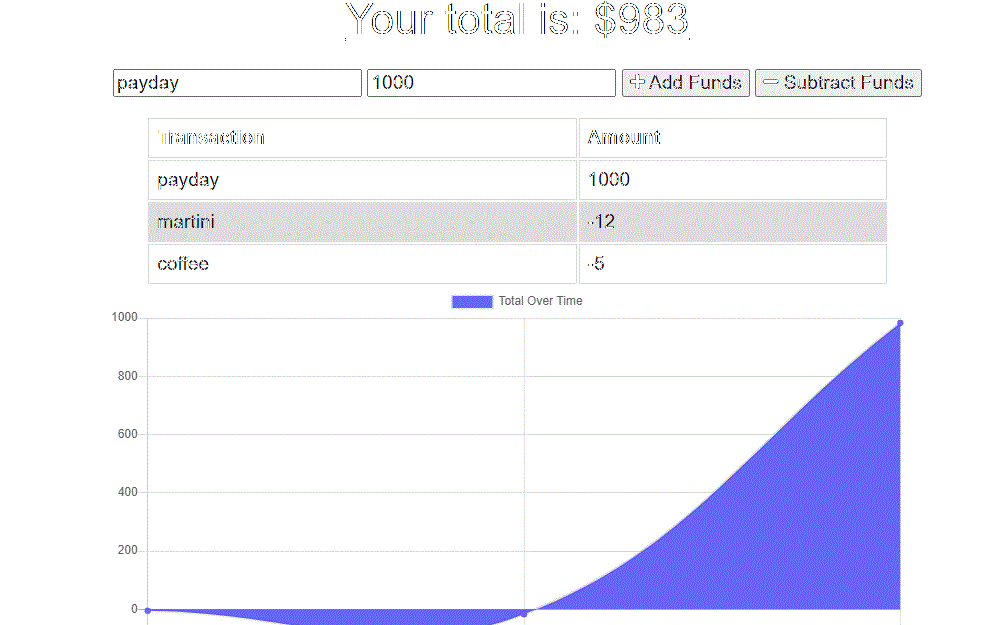 Your total is: $983
payday 1000 Add Funds Subtract Funds
Transaction Amount
payday 1000
martini -12
coffee -5
Total Over Time
1000
800
600
400
200
0